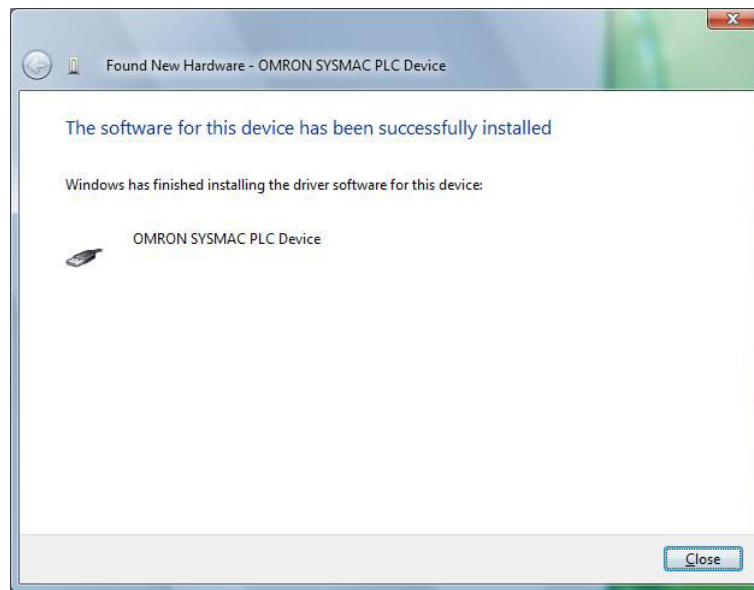 Found New Hardware - OMRON SYSMAC PLC Device
The software for this device has been successfully installed
Windows has finished installing the driver software for this device:
OMRON SYSMAC PLC Device
Close